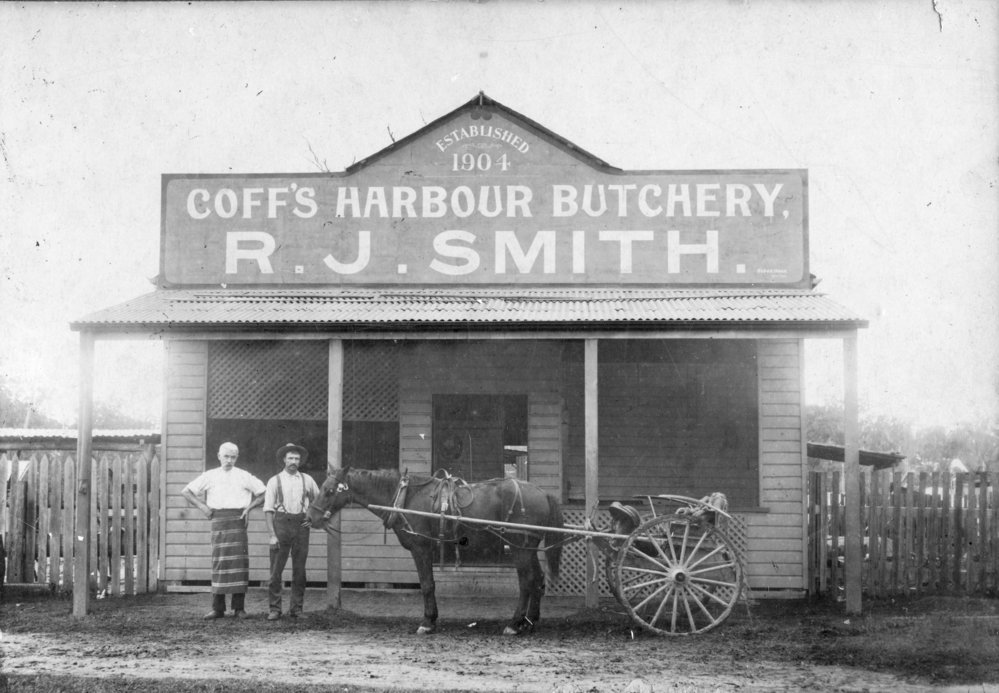 ESTABLISHED
1904
COFF'S HARBOUR BUTCHERY,
R. J. SMITH.